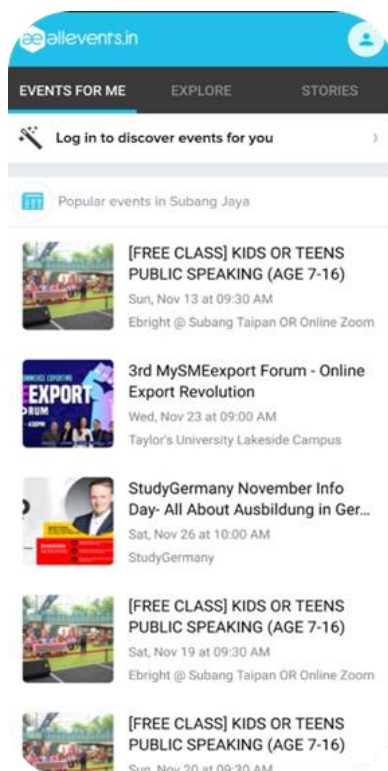 ae allevents.in
EVENTS FOR ME EXPLORE STORIES
Log in to discover events for you
Popular events in Subang Jaya
[FREE CLASS] KIDS OR TEENS
PUBLIC SPEAKING (AGE 7-16)
Sun, Nov 13 at 09:30 AM
Ebright @ Subang Taipan OR Online Zoom
EXPORT
3rd MySMEexport Forum - Online
Export Revolution
Wed, Nov 23 at 09:00 AM
Taylor's University Lakeside Campus
StudyGermany November Info
Day- All About Ausbildung in Ger...
Sat, Nov 26 at 10:00 AM
StudyGermany
[FREE CLASS] KIDS OR TEENS
PUBLIC SPEAKING (AGE 7-16)
Sat, Nov 19 at 09:30 AM
Ebright @ Subang Taipan OR Online Zoom
[FREE CLASS] KIDS OR TEENS
PUBLIC SPEAKING (AGE 7-16)
Sun, Nov 20 at 09:30 AM